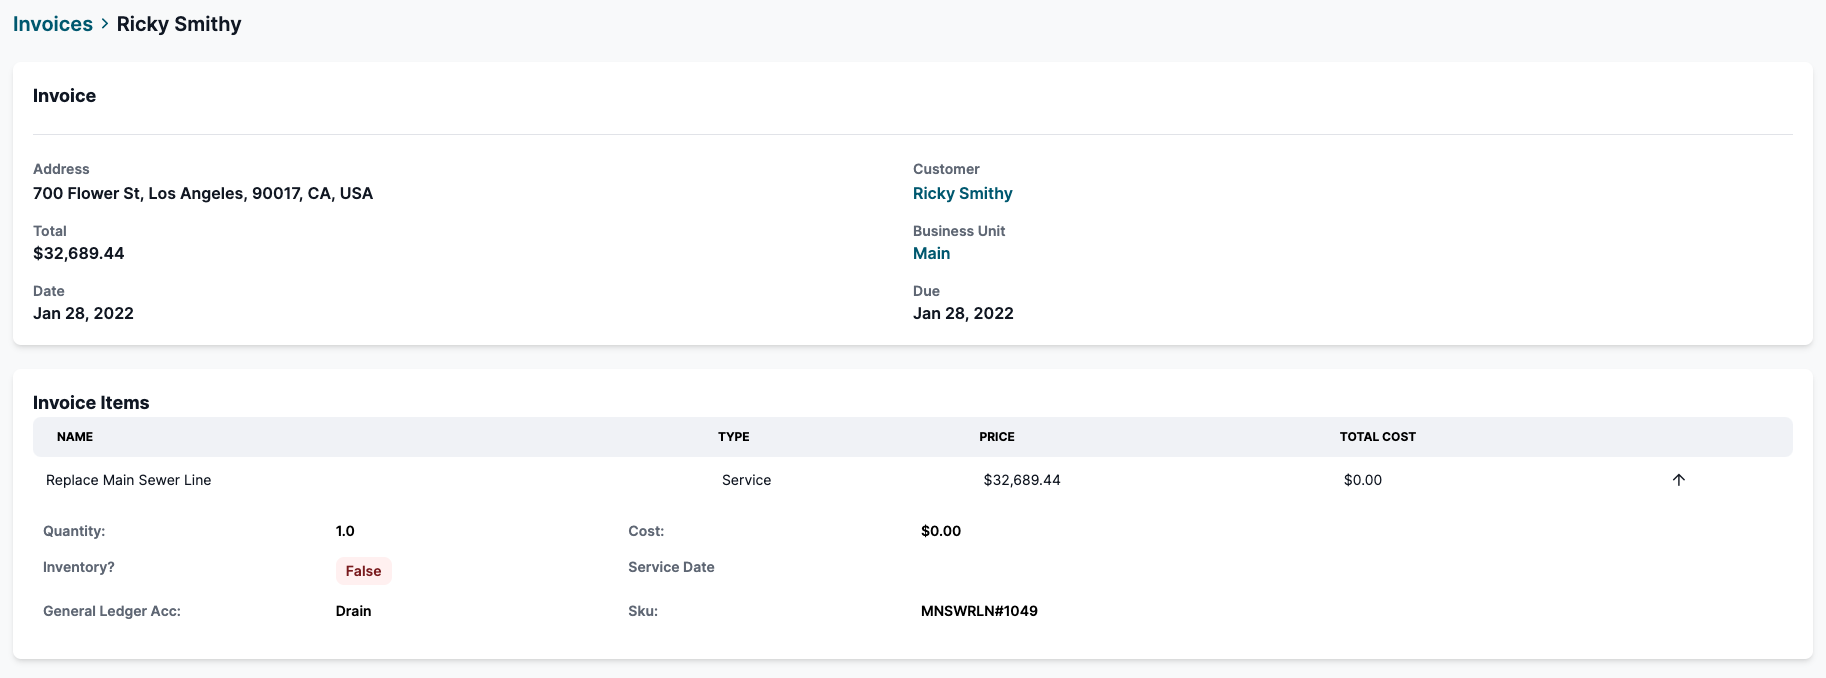 Invoices > Ricky Smithy
Invoice
Address
700 Flower St, Los Angeles, 90017, CA, USA
Customer
Ricky Smithy
Total
$32,689.44
Business Unit
Main
Date
Jan 28, 2022
Due
Jan 28, 2022
Invoice Items
NAME TYPE PRICE TOTAL COST
Replace Main Sewer Line Service $32,689.44 $0.00
Quantity: 1.0 Cost: $0.00
Inventory? False Service Date
General Ledger Acc: Drain Sku: MNSWRLN#1049